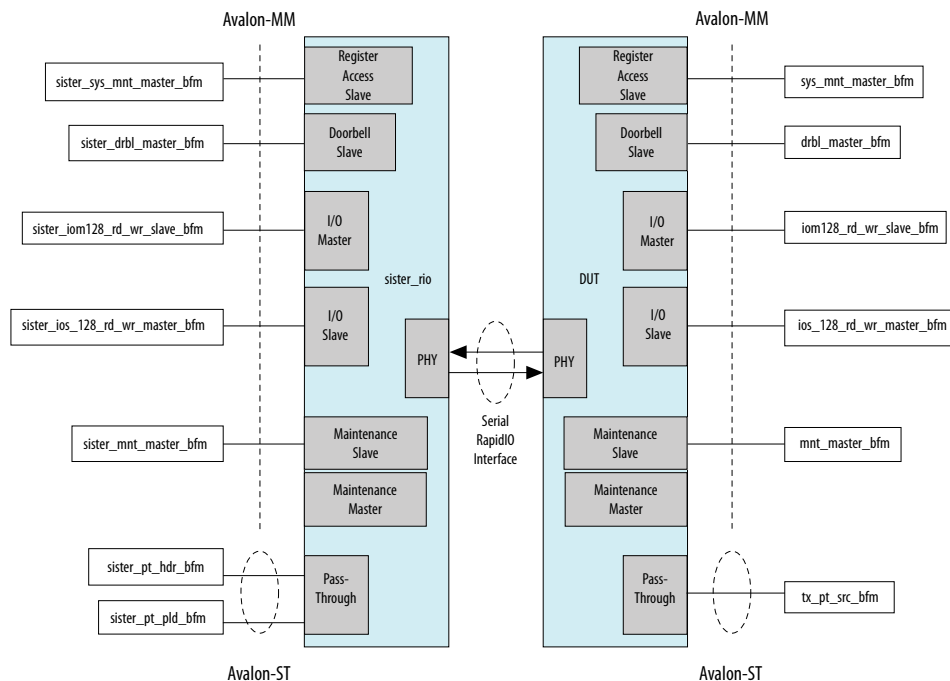 Avalon-MM
Avalon-MM
sister_sys_mnt_master_bfm
Register
Access
Slave
Register
Access
Slave
sys_mnt_master_bfm
sister_drbl_master_bfm
Doorbell
Slave
Doorbell
Slave
drbl_master_bfm
sister_iom128_rd_wr_slave_bfm
I/O
Master
I/O
Master
iom128_rd_wr_slave_bfm
sister_rio
DUT
sister_ios_128_rd_wr_master_bfm
I/O
Slave
I/O
Slave
ios_128_rd_wr_master_bfm
PHY
PHY
Serial
RapidIO
Interface
sister_mnt_master_bfm
Maintenance
Slave
Maintenance
Slave
mnt_master_bfm
Maintenance
Master
Maintenance
Master
sister_pt_hdr_bfm
sister_pt_pld_bfm
Pass-
Through
Pass-
Through
tx_pt_src_bfm
Avalon-ST
Avalon-ST